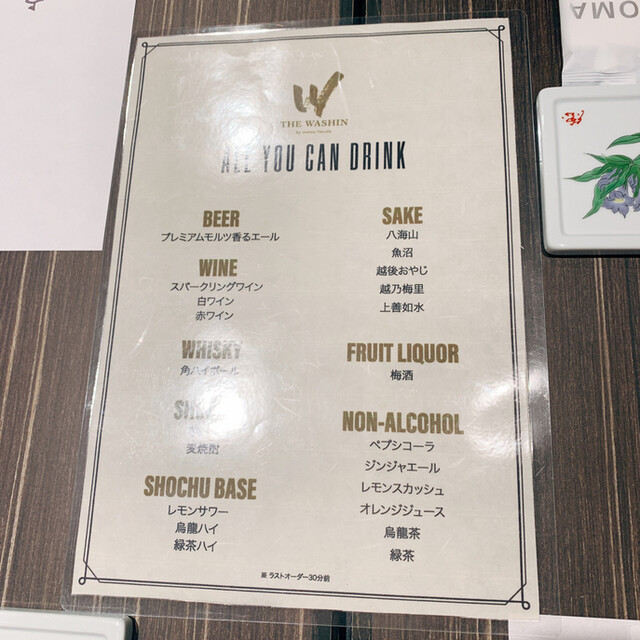 THE WASHIN
ALL YOU CAN DRINK
BEER
プレミアムモルツ香るエール
WINE
スパークリングワイン
白ワイン
赤ワイン
WHISKY
角ハイボール
麦焼酎
SHOCHU BASE
レモンサワー
烏龍ハイ
緑茶ハイ
SAKE
八海山
魚沼
越後おやじ
越乃梅里
上善如水
FRUIT LIQUOR
梅酒
NON-ALCOHOL
ペプシコーラ
ジンジャエール
レモンスカッシュ
オレンジジュース
烏龍茶
緑茶
※ ラストオーダー30分前
OMA